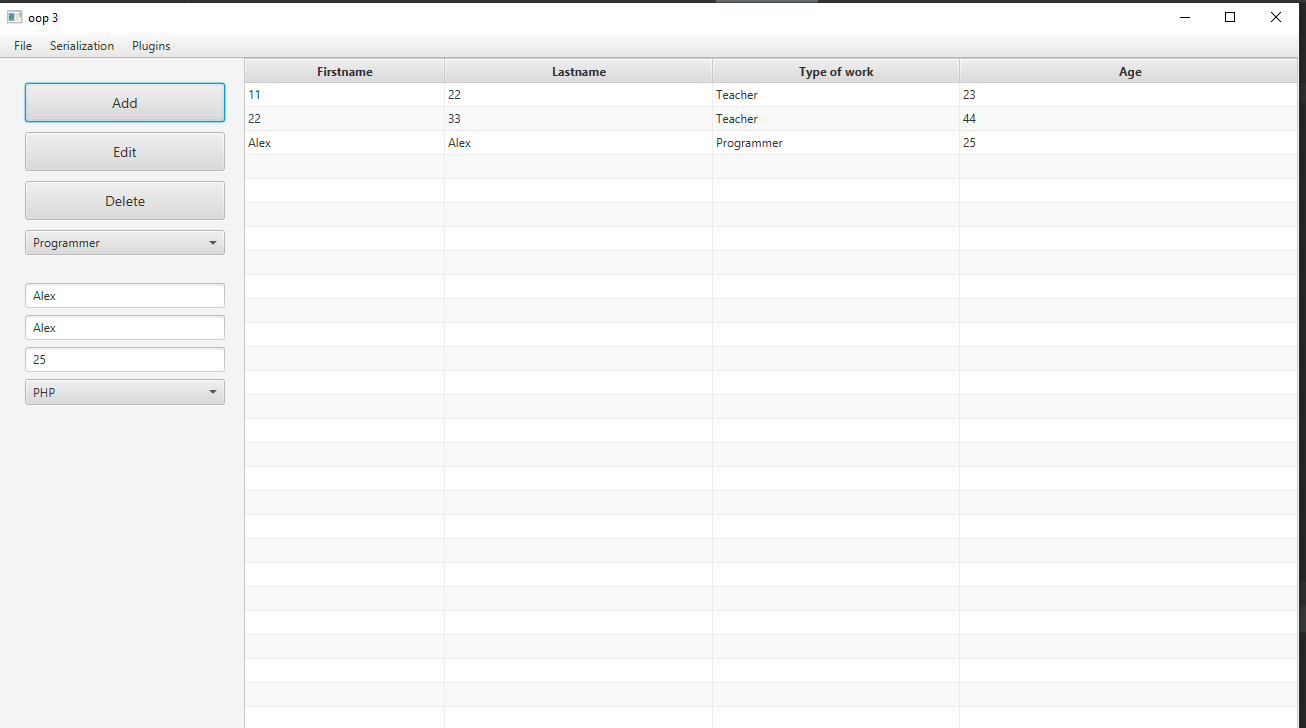 oop 3
File Serialization Plugins
Add
Edit
Delete
Programmer
Alex
Alex
25
PHP
Firstname Lastname Type of work Age
11 22 Teacher 23
22 33 Teacher 44
Alex Alex Programmer 25